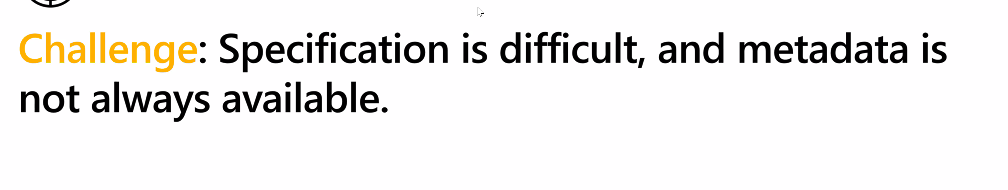 Challenge: Specification is difficult, and metadata is
not always available.